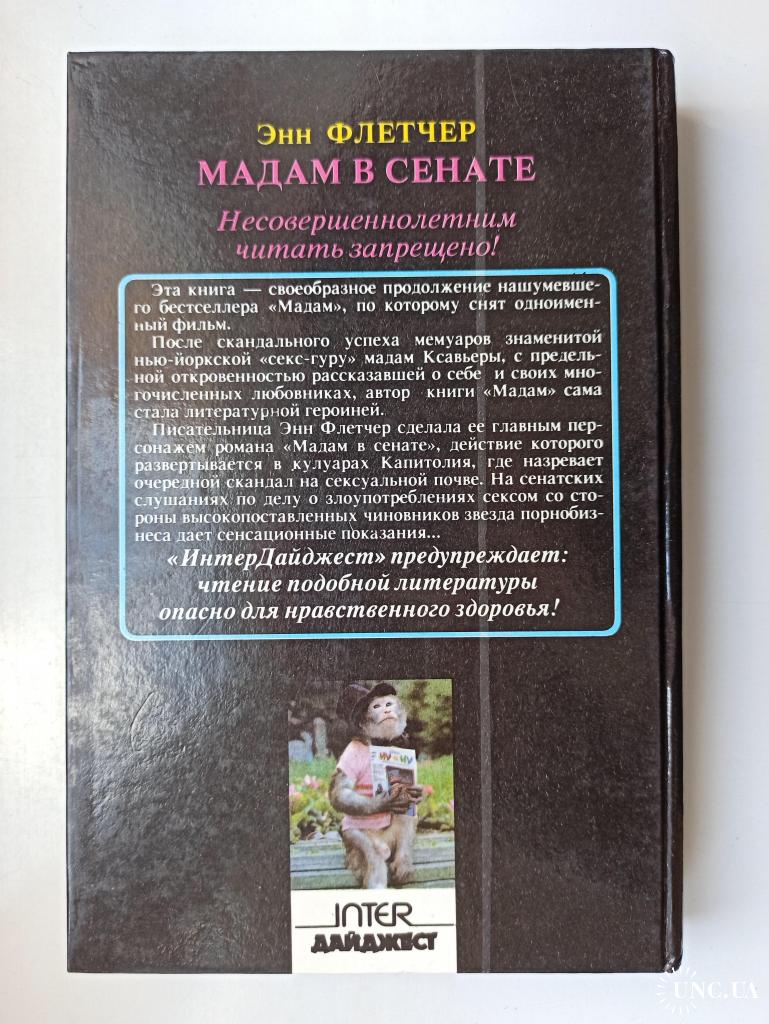 Энн ФЛЕТЧЕР
МАДАМ В СЕНАТЕ
Несовершеннолетним
читать запрещено!
Эта книга — своеобразное продолжение нашумевше-
го бестселлера «Мадам», по которому снят одноимен-
ный фильм.
После скандального успеха мемуаров знаменитой
нью-йоркской «секс-гуру» мадам Ксавьеры, с предель-
ной откровенностью рассказавшей о себе и своих мно-
гочисленных любовниках, автор книги «Мадам» сама
стала литературной героиней.
Писательница Энн Флетчер сделала ее главным пер-
сонажем романа «Мадам в сенате», действие которого
развертывается в кулуарах Капитолия, где назревает
очередной скандал на сексуальной почве. На сенатских
слушаниях по делу о злоупотреблениях сексом со сто-
роны высокопоставленных чиновников звезда порнобиз-
неса дает сенсационные показания...
«ИнтерДайджест» предупреждает:
чтение подобной литературы
опасно для нравственного здоровья!
НУ и НУ
INTER
ДАЙДЖЕСТ
UNC.UA